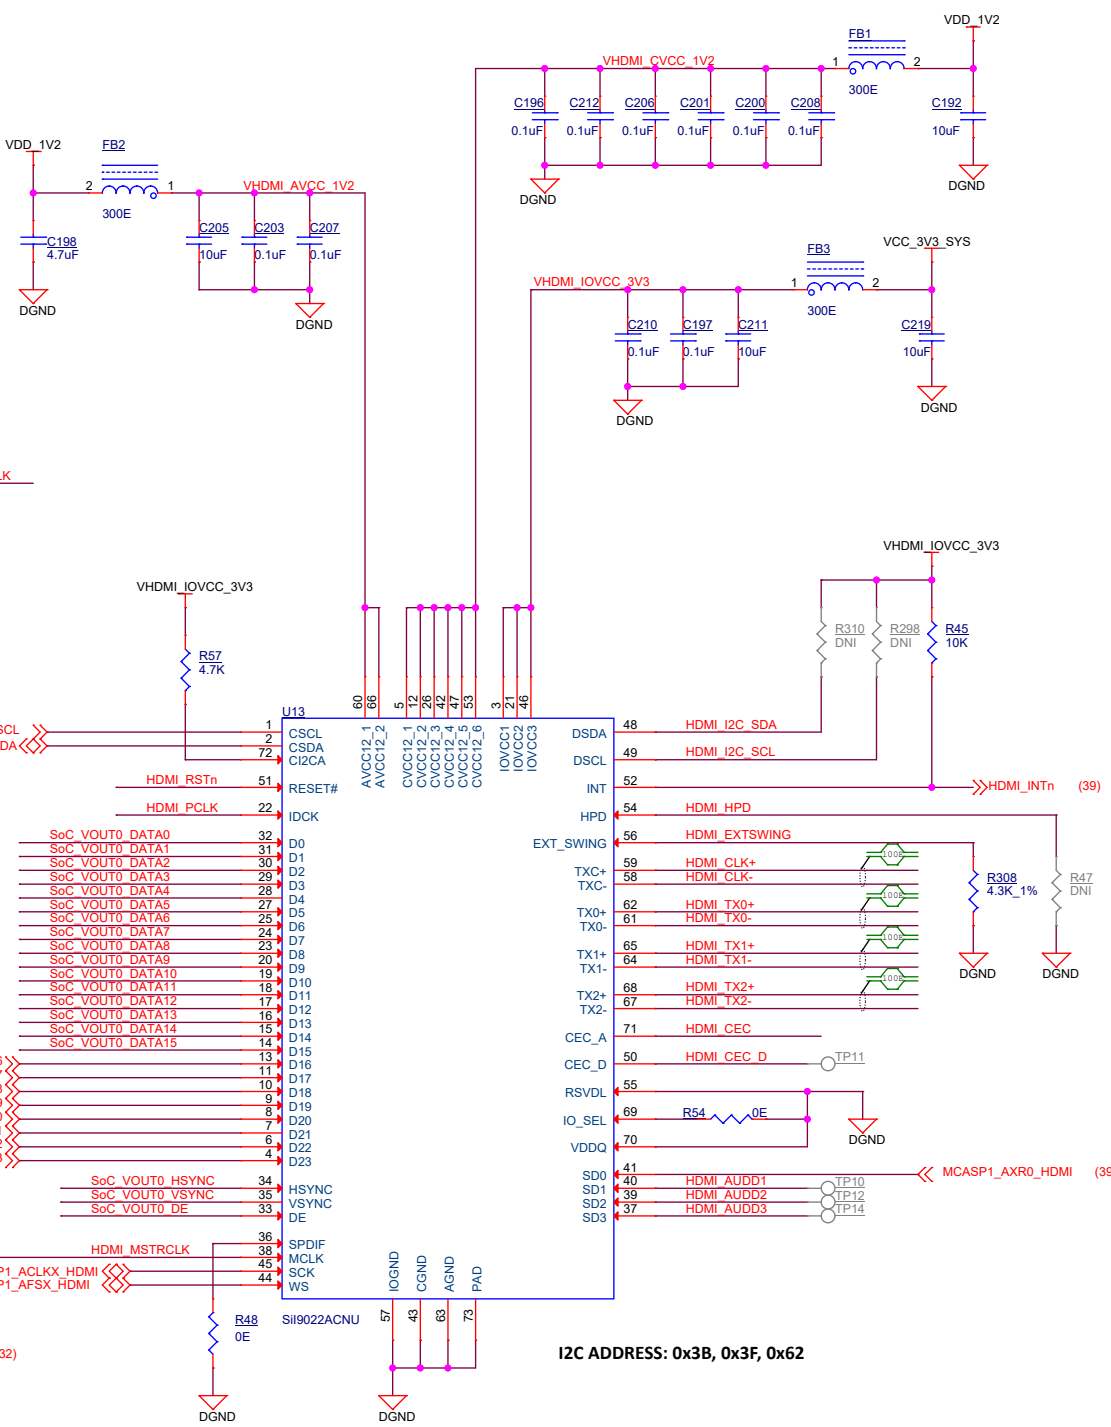 VDD_1V2
FB1
VHDMI_CVCC_1V2
1
2
300E
C196
C212
C206
C201
C200
C208
C192
0.1uF
0.1uF
0.1uF
0.1uF
0.1uF
0.1uF
10uF
DGND
DGND
VDD_1V2
FB2
2
1
VHDMI_AVCC_1V2
300E
C198
4.7uF
C205
C203
C207
10uF
0.1uF
0.1uF
DGND
DGND
FB3
VCC_3V3_SYS
VHDMI_IOVCC_3V3
1
2
300E
C210
C197
C211
C219
0.1uF
0.1uF
10uF
10uF
DGND
DGND
LK
VHDMI_IOVCC_3V3
VHDMI_IOVCC_3V3
R57
4.7K
R310
DNI
R298
DNI
R45
10K
U13
60
66
5
12
26
42
47
53
3
21
46
AVCC12_1
AVCC12_2
CVCC12_1
CVCC12_2
CVCC12_3
CVCC12_4
CVCC12_5
CVCC12_6
IOVCC1
IOVCC2
IOVCC3
SCL
1
CSCL
DA
2
CSDA
72
CI2CA
HDMI_RSTn
51
RESET#
HDMI_PCLK
22
IDCK
SoC_VOUT0_DATA0
32
D0
SoC_VOUT0_DATA1
31
D1
SoC_VOUT0_DATA2
30
D2
SoC_VOUT0_DATA3
29
D3
SoC_VOUT0_DATA4
28
D4
SoC_VOUT0_DATA5
27
D5
SoC_VOUT0_DATA6
25
D6
SoC_VOUT0_DATA7
24
D7
SoC_VOUT0_DATA8
23
D8
SoC_VOUT0_DATA9
20
D9
SoC_VOUT0_DATA10
19
D10
SoC_VOUT0_DATA11
18
D11
SoC_VOUT0_DATA12
17
D12
SoC_VOUT0_DATA13
16
D13
SoC_VOUT0_DATA14
15
D14
SoC_VOUT0_DATA15
14
D15
13
D16
11
D17
10
D18
9
D19
8
D20
7
D21
6
D22
4
D23
SoC_VOUT0_HSYNC
34
HSYNC
SoC_VOUT0_VSYNC
35
VSYNC
SoC_VOUT0_DE
33
DE
36
SPDIF
HDMI_MSTRCLK
38
MCLK
P1_ACLKX_HDMI
45
SCK
P1_AFSX_HDMI
44
WS
DSDA
48
HDMI_I2C_SDA
DSCL
49
HDMI_I2C_SCL
INT
52
HDMI_INTn
(39)
HPD
54
HDMI_HPD
EXT_SWING
56
HDMI_EXTSWING
TXC+
59
HDMI_CLK+
100E
TXC-
58
HDMI_CLK-
TX0+
62
HDMI_TX0+
100E
TX0-
61
HDMI_TX0-
TX1+
65
HDMI_TX1+
100E
TX1-
64
HDMI_TX1-
TX2+
68
HDMI_TX2+
100E
TX2-
67
HDMI_TX2-
R308
4.3K_1%
R47
DNI
DGND
DGND
CEC_A
71
HDMI_CEC
CEC_D
50
HDMI_CEC_D
TP11
RSVDL
55
IO_SEL
69
R54
0E
VDDQ
70
DGND
SD0
41
MCASP1_AXR0_HDMI
(39
SD1
40
HDMI_AUDD1
TP10
SD2
39
HDMI_AUDD2
TP12
SD3
37
HDMI_AUDD3
TP14
IOGND
CGND
AGND
PAD
57
43
63
73
R48
0E
SiI9022ACNU
32)
I2C ADDRESS: 0x3B, 0x3F, 0x62
DGND
DGND